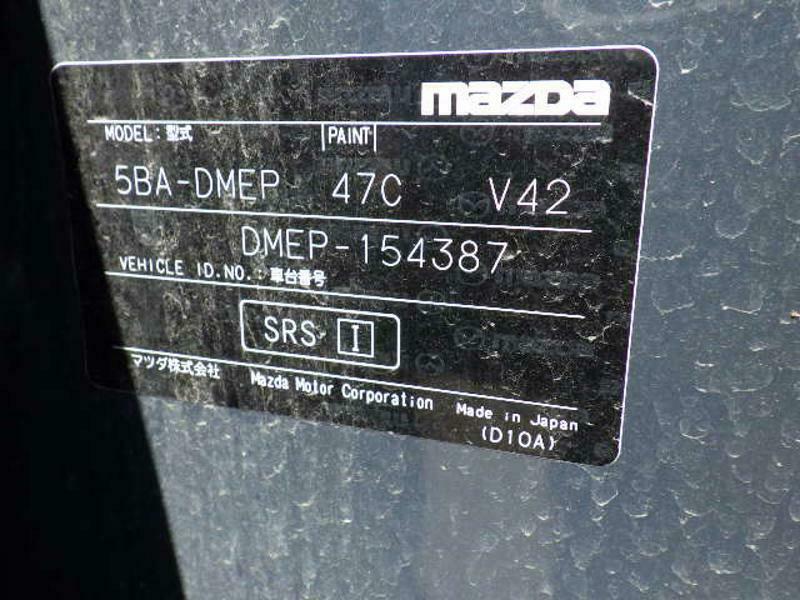 mazda
MODEL: 型式 PAINT
5BA-DMEP 47C V42
DMEP-154387
VEHICLE ID.NO.: 車台番号
SRS I
マツダ株式会社 Mazda Motor Corporation Made in Japan
(D10A)